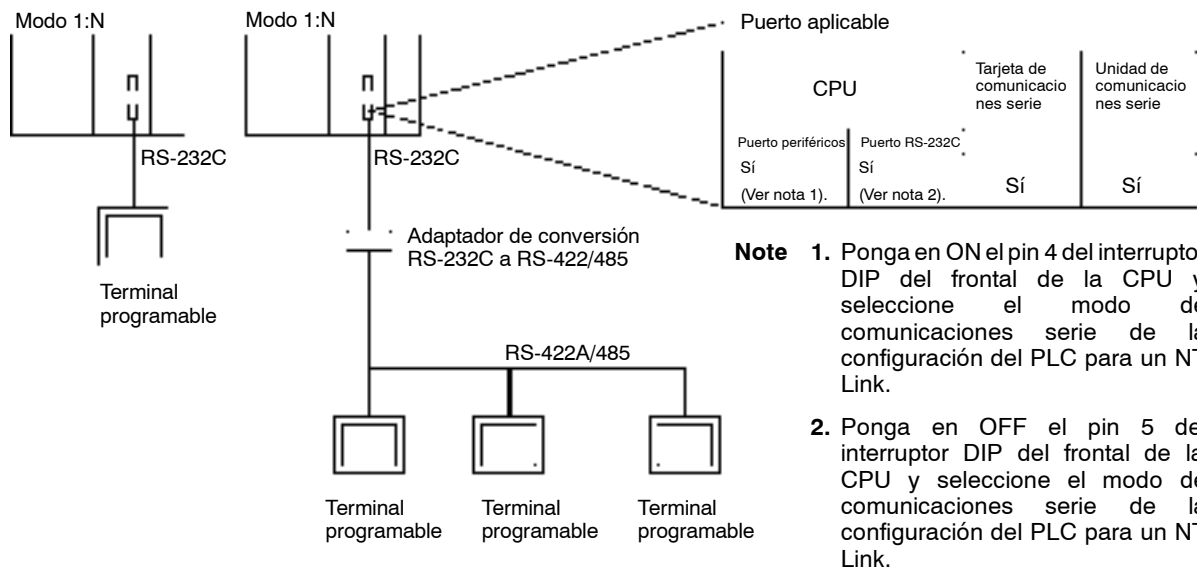 Modo 1:N
Modo 1:N
Puerto aplicable
CPU
Tarjeta de
comunicacio
nes serie
Unidad de
comunicacio
nes serie
Puerto periféricos
Sí
(Ver nota 1).
Puerto RS-232C
Sí
(Ver nota 2).
Sí
Sí
RS-232C
RS-232C
Terminal
programable
Adaptador de conversión
RS-232C a RS-422/485
RS-422A/485
Terminal
programable
Terminal
programable
Terminal
programable
Note 1. Ponga en ON el pin 4 del interrupto
DIP del frontal de la CPU y
seleccione el modo de
comunicaciones serie de la
configuración del PLC para un NT
Link.
2. Ponga en OFF el pin 5 de
interruptor DIP del frontal de la
CPU y seleccione el modo de
comunicaciones serie de la
configuración del PLC para un NT
Link.